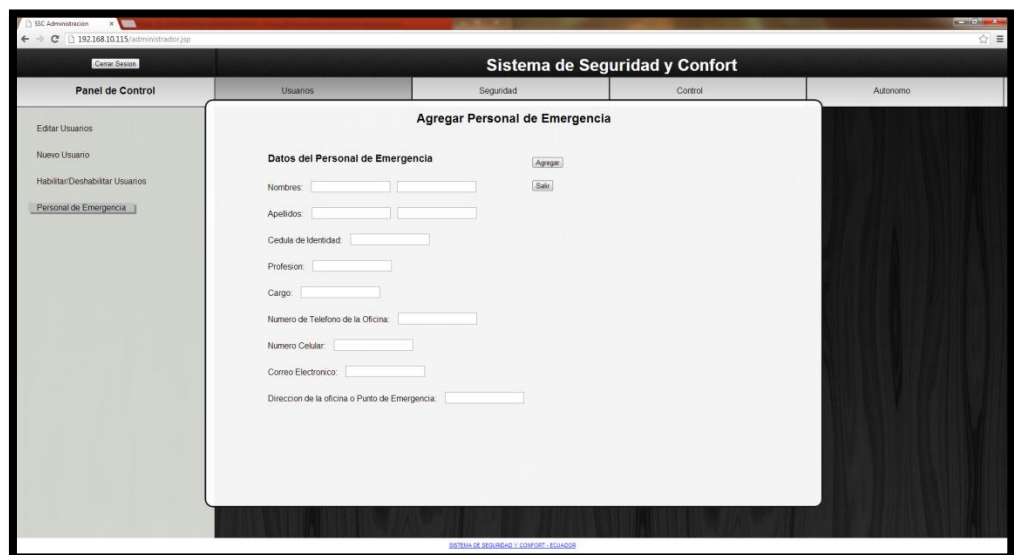 SSC Administracion
192.168.10.115/administrador.jsp
Cerrar Sesion
Sistema de Seguridad y Confort
Panel de Control
Usuarios
Seguridad
Control
Autonomo
Editar Usuarios
Nuevo Usuario
Habilitar/Deshabilitar Usuarios
Personal de Emergencia
Agregar Personal de Emergencia
Datos del Personal de Emergencia
Agregar
Nombres:
Salir
Apellidos:
Cedula de Identidad:
Profesion:
Cargo:
Numero de Telefono de la Oficina:
Numero Celular:
Correo Electronico:
Direccion de la oficina o Punto de Emergencia:
SISTEMA DE SEGURIDAD Y CONFORT - ECUADOR